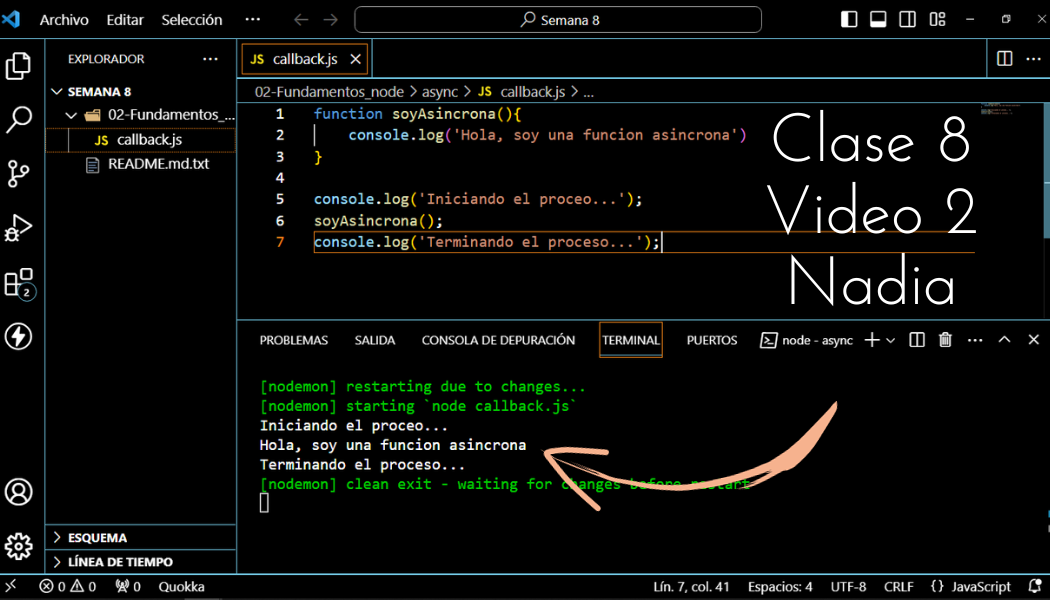 Archivo Editar Selección ... Semana 8
EXPLORADOR ...
SEMANA 8
02-Fundamentos_...
JS callback.js
README.md.txt
2
ESQUEMA
LÍNEA DE TIEMPO
JS callback.js
02-Fundamentos_node > async > JS callback.js > ...
1 function soyAsincrona(){
2 console.log('Hola, soy una funcion asincrona')
3 }
4
5 console.log('Iniciando el proceo...');
6 soyAsincrona();
7 console.log('Terminando el proceso...');
Clase 8
Video 2
Nadia
PROBLEMAS SALIDA CONSOLA DE DEPURACIÓN TERMINAL PUERTOS node - async
[nodemon] restarting due to changes...
[nodemon] starting `node callback.js`
Iniciando el proceo...
Hola, soy una funcion asincrona
Terminando el proceso...
[nodemon] clean exit - waiting for changes before restart
0 0 0 Quokka Lín. 7, col. 41 Espacios: 4 UTF-8 CRLF {} JavaScript